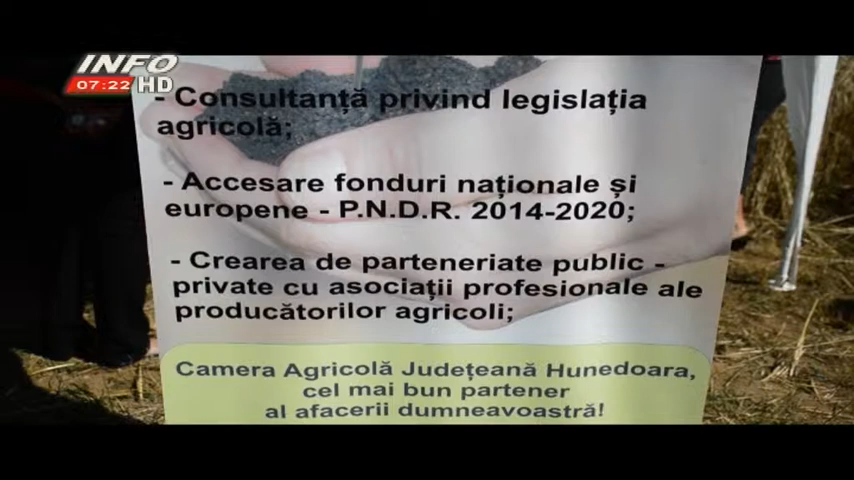 INFO
07:22 HD
- Consultanță privind legislația
agricolă;
- Accesare fonduri naționale și
europene - P.N.D.R. 2014-2020;
- Crearea de parteneriate public -
private cu asociații profesionale ale
producătorilor agricoli;
Camera Agricolă Județeană Hunedoara,
cel mai bun partener
al afacerii dumneavoastră!